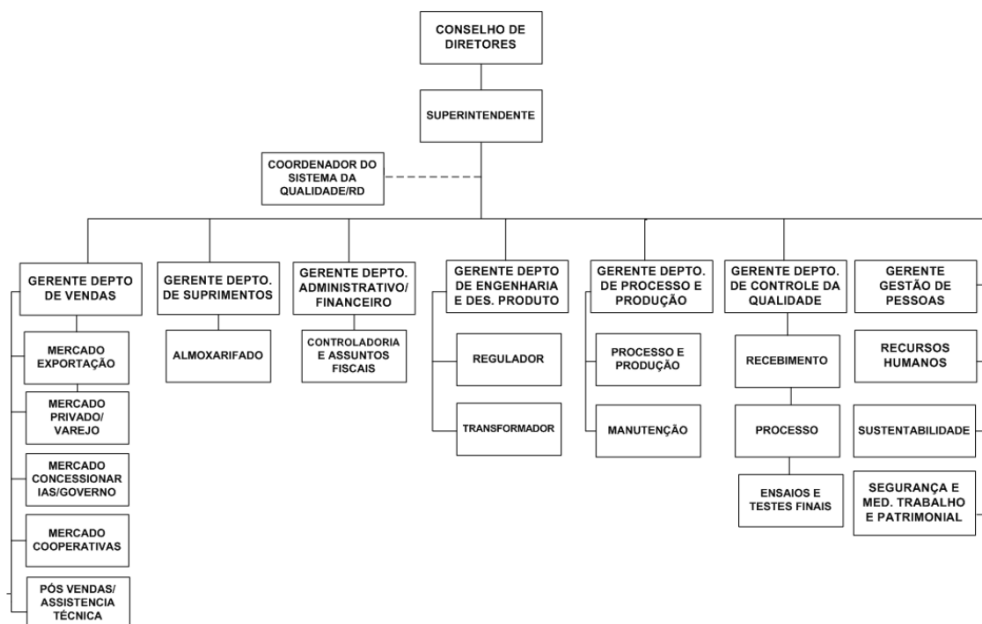 CONSELHO DE
DIRETORES
SUPERINTENDENTE
COORDENADOR DO
SISTEMA DA
QUALIDADE/RD
GERENTE DEPTO
DE VENDAS
GERENTE DEPTO.
DE SUPRIMENTOS
GERENTE DEPTO.
ADMINISTRATIVO/
FINANCEIRO
GERENTE DEPTO
DE ENGENHARIA
E DES. PRODUTO
GERENTE DEPTO.
DE PROCESSO E
PRODUÇÃO
GERENTE DEPTO.
DE CONTROLE DA
QUALIDADE
GERENTE
GESTÃO DE
PESSOAS
MERCADO
EXPORTAÇÃO
ALMOXARIFADO
CONTROLADORIA
E ASSUNTOS
FISCAIS
REGULADOR
PROCESSO E
PRODUÇÃO
RECEBIMENTO
RECURSOS
HUMANOS
MERCADO
PRIVADO/
VAREJO
TRANSFORMADOR
MANUTENÇÃO
PROCESSO
SUSTENTABILIDADE
MERCADO
CONCESSIONAR
IAS/GOVERNO
ENSAIOS E
TESTES FINAIS
SEGURANÇA E
MED. TRABALHO
E PATRIMONIAL
MERCADO
COOPERATIVAS
PÓS VENDAS/
ASSISTENCIA
TÉCNICA